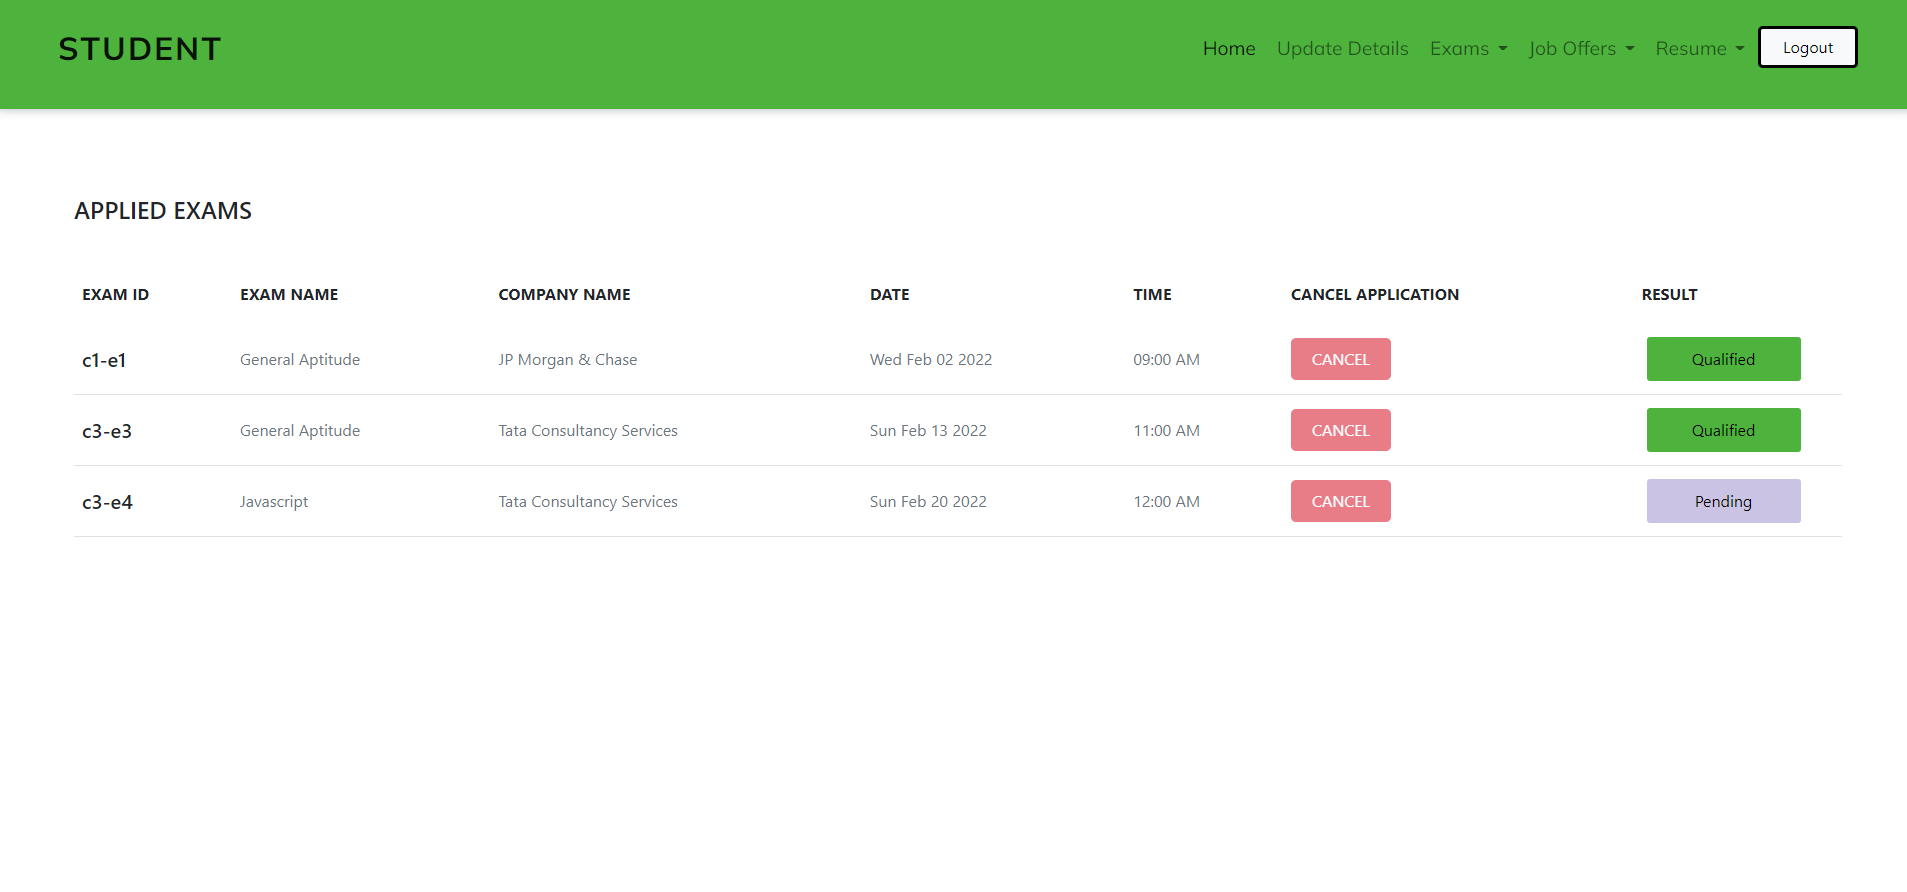 STUDENT Home Update Details Exams Job Offers Resume Logout
APPLIED EXAMS
EXAM ID EXAM NAME COMPANY NAME DATE TIME CANCEL APPLICATION RESULT
c1-e1 General Aptitude JP Morgan & Chase Wed Feb 02 2022 09:00 AM CANCEL Qualified
c3-e3 General Aptitude Tata Consultancy Services Sun Feb 13 2022 11:00 AM CANCEL Qualified
c3-e4 Javascript Tata Consultancy Services Sun Feb 20 2022 12:00 AM CANCEL Pending